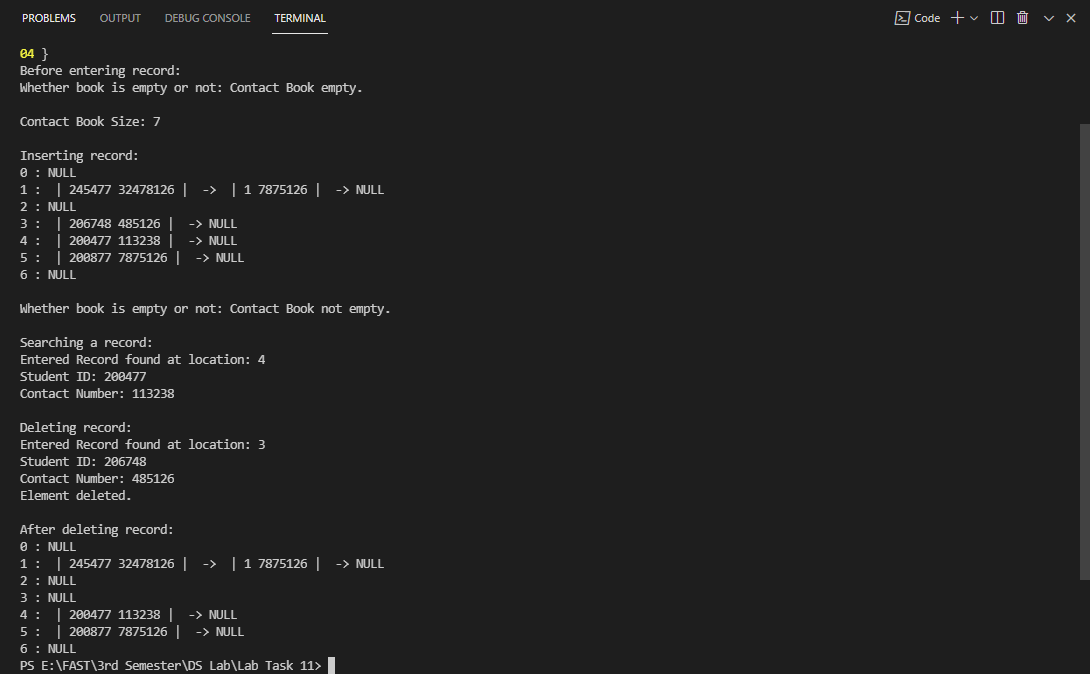 PROBLEMS OUTPUT DEBUG CONSOLE TERMINAL Code
04 }
Before entering record:
Whether book is empty or not: Contact Book empty.
Contact Book Size: 7
Inserting record:
0 : NULL
1 :  | 245477 32478126 |  ->  | 1 7875126 |  -> NULL
2 : NULL
3 :  | 206748 485126 |  -> NULL
4 :  | 200477 113238 |  -> NULL
5 :  | 200877 7875126 |  -> NULL
6 : NULL
Whether book is empty or not: Contact Book not empty.
Searching a record:
Entered Record found at location: 4
Student ID: 200477
Contact Number: 113238
Deleting record:
Entered Record found at location: 3
Student ID: 206748
Contact Number: 485126
Element deleted.
After deleting record:
0 : NULL
1 :  | 245477 32478126 |  ->  | 1 7875126 |  -> NULL
2 : NULL
3 : NULL
4 :  | 200477 113238 |  -> NULL
5 :  | 200877 7875126 |  -> NULL
6 : NULL
PS E:\FAST\3rd Semester\DS Lab\Lab Task 11>